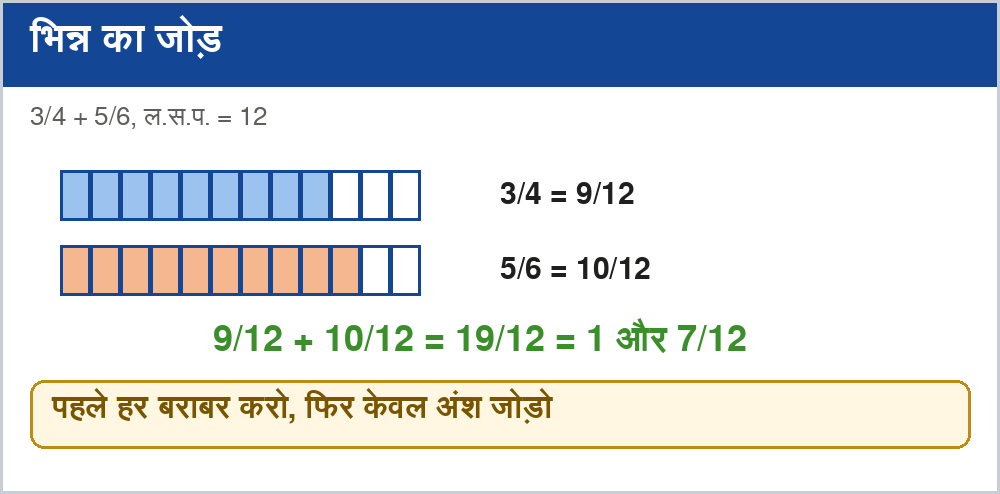 भिन्न का जोड़
3/4 + 5/6, ल.स.प. = 12
3/4 = 9/12
5/6 = 10/12
9/12 + 10/12 = 19/12 = 1 और 7/12
पहले हर बराबर करो, फिर केवल अंश जोड़ो